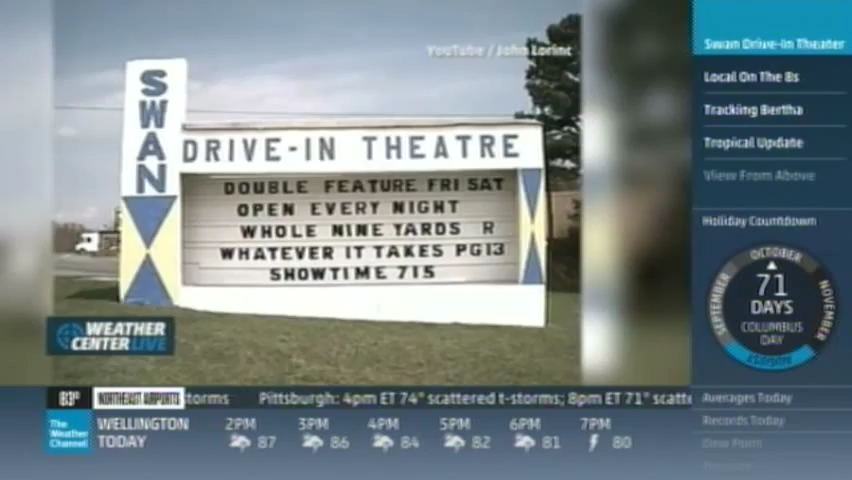 YouTube / John Lorinc
SWAN
DRIVE-IN THEATRE
DOUBLE FEATURE FRI SAT
OPEN EVERY NIGHT
WHOLE NINE YARDS R
WHATEVER IT TAKES PG13
SHOWTIME 715
WEATHER
CENTER LIVE
Swan Drive-In Theater
Local On The 8s
Tracking Bertha
Tropical Update
View From Above
Holiday Countdown
SEPTEMBER
OCTOBER
NOVEMBER
71
DAYS
COLUMBUS
DAY
Averages Today
Records Today
Dew Point
83°
NORTHEAST AIRPORTS
storms Pittsburgh: 4pm ET 74° scattered t-storms; 8pm ET 71° scatte
The
Weather
Channel
WELLINGTON
TODAY
2PM 3PM 4PM 5PM 6PM 7PM
87 86 84 82 81 80